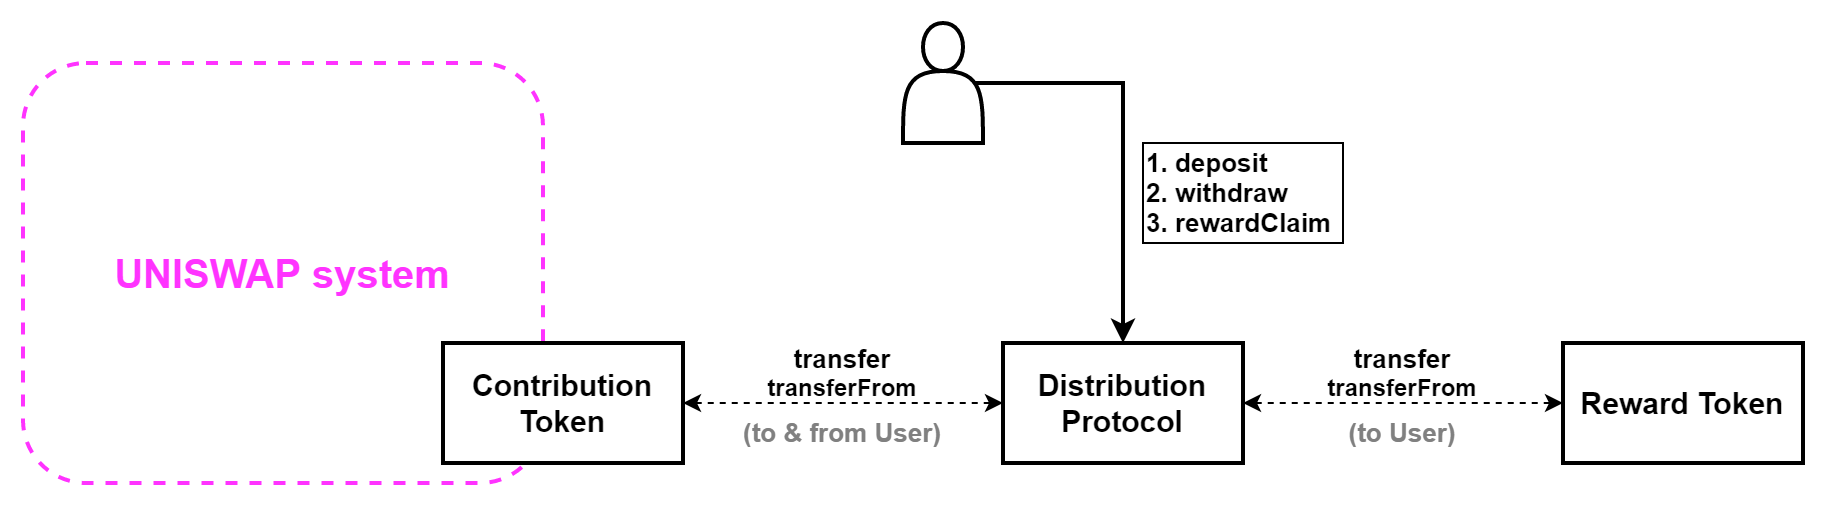 1. deposit
2. withdraw
3. rewardClaim
UNISWAP system
Contribution
Token
transfer
transferFrom
(to & from User)
Distribution
Protocol
transfer
transferFrom
(to User)
Reward Token